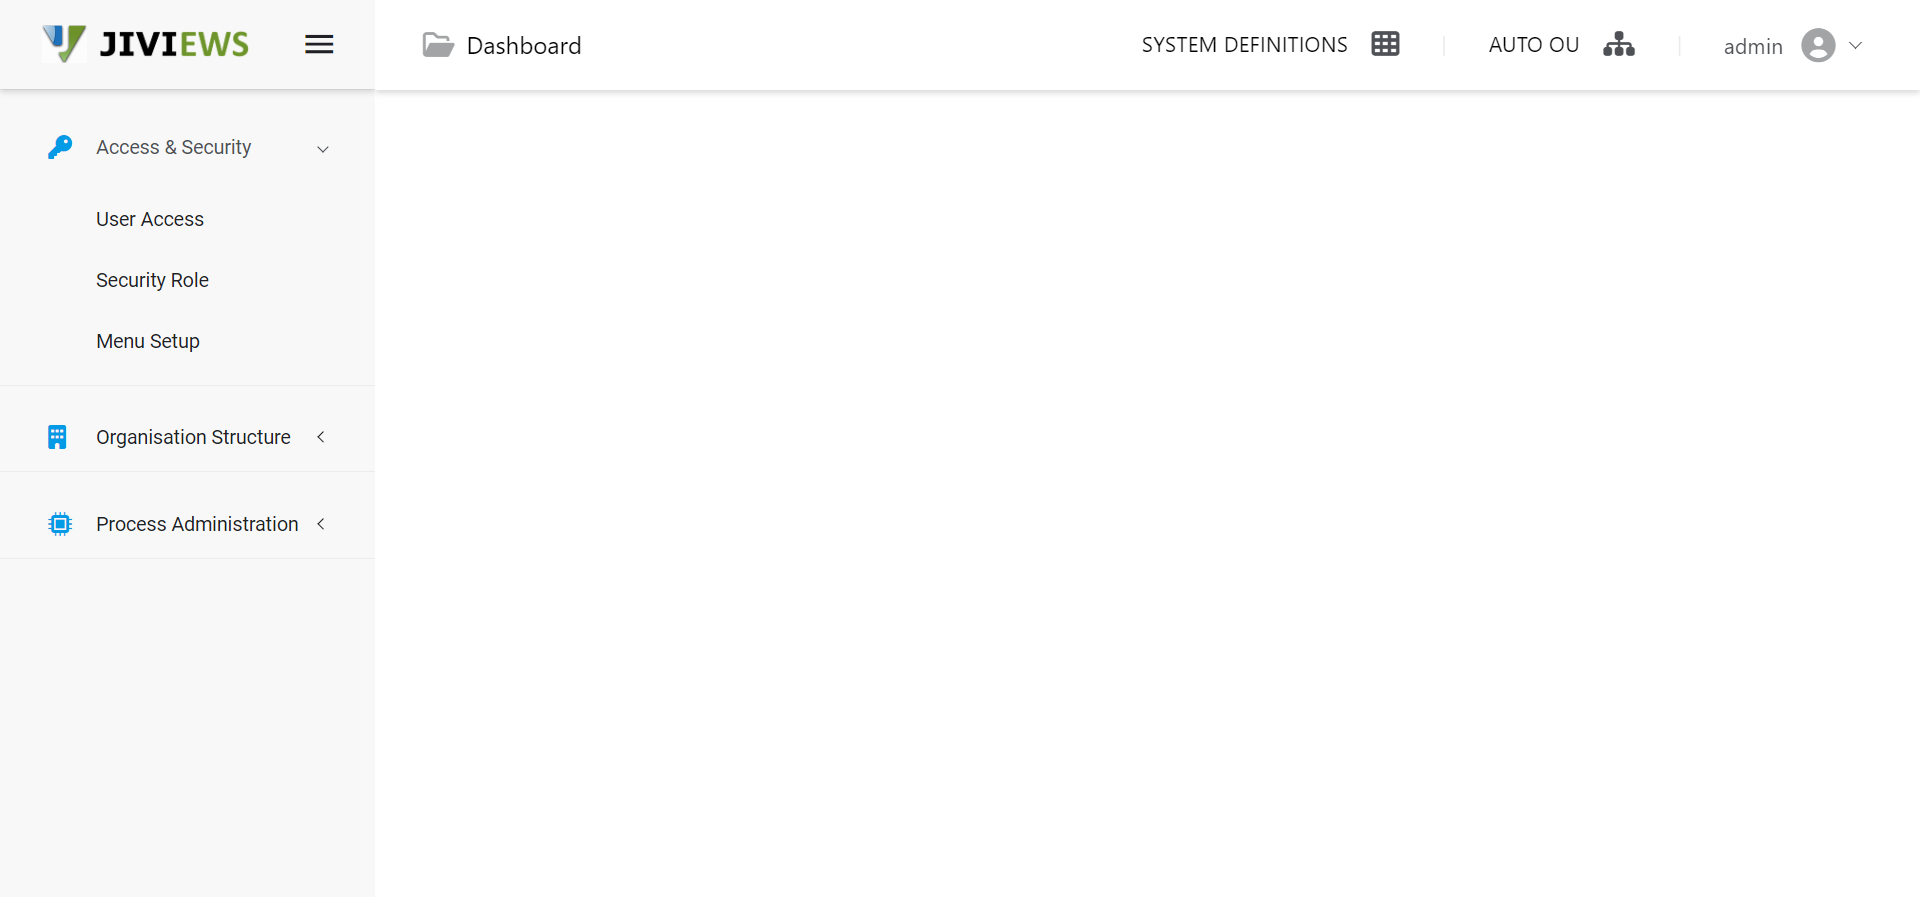 JIVIEWS
Dashboard
SYSTEM DEFINITIONS
AUTO OU
admin
Access & Security
User Access
Security Role
Menu Setup
Organisation Structure
Process Administration